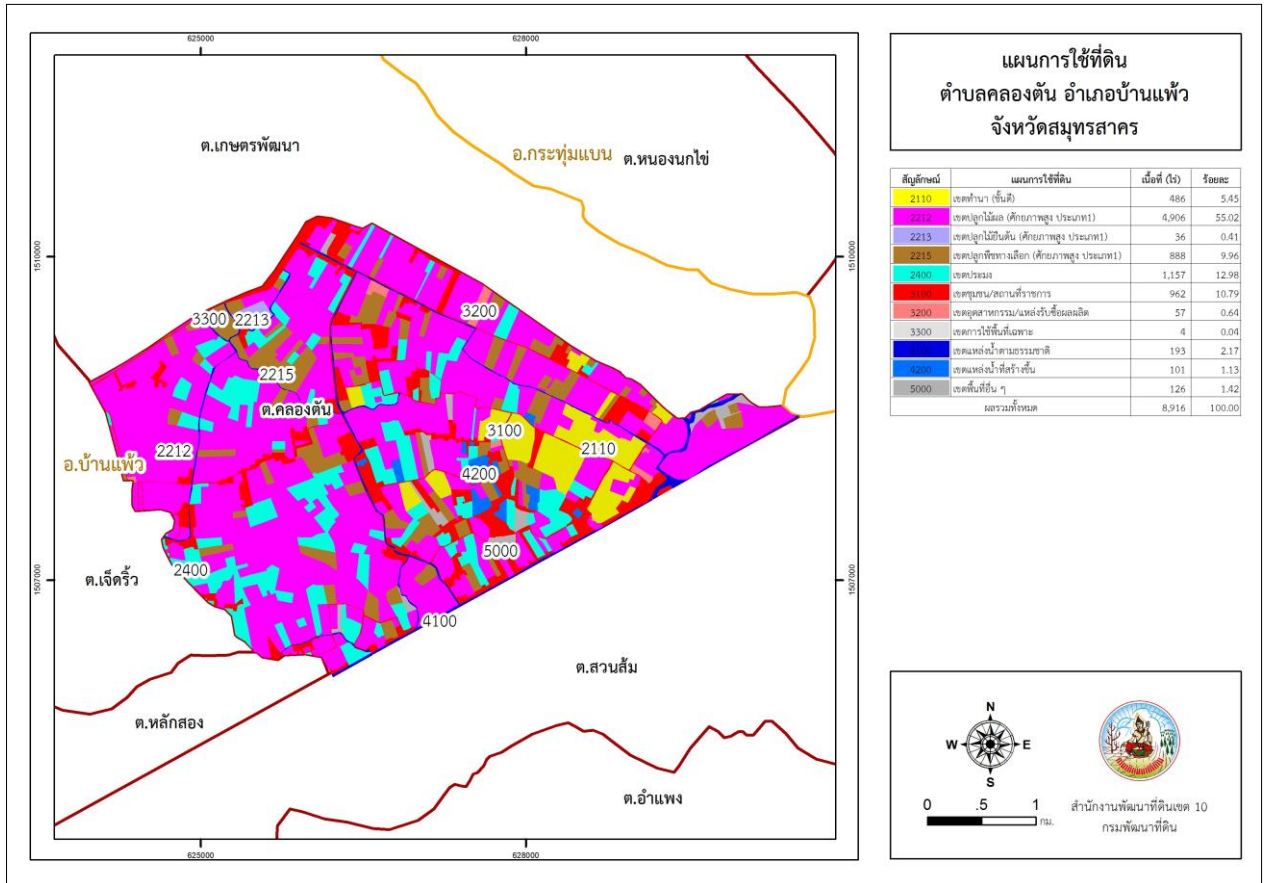 แผนการใช้ที่ดิน
ตำบลคลองตัน อำเภอบ้านแพ้ว
จังหวัดสมุทรสาคร
625000
628000
1510000
1510000
1507000
1507000
625000
628000
ต.เกษตรพัฒนา
อ.กระทุ่มแบน
ต.หนองนกไข่
3200
3300
2213
2215
ต.คลองตัน
3100
2110
2212
อ.บ้านแพ้ว
4200
5000
2400
ต.เจ็ดริ้ว
4100
ต.สวนส้ม
ต.หลักสอง
ต.อำแพง
สัญลักษณ์ แผนการใช้ที่ดิน เนื้อที่ (ไร่) ร้อยละ
2110 เขตทำนา (ชั้นดี) 486 5.45
2212 เขตปลูกไม้ผล (ศักยภาพสูง ประเภท1) 4,906 55.02
2213 เขตปลูกไม้ยืนต้น (ศักยภาพสูง ประเภท1) 36 0.41
2215 เขตปลูกพืชทางเลือก (ศักยภาพสูง ประเภท1) 888 9.96
2400 เขตประมง 1,157 12.98
3100 เขตชุมชน/สถานที่ราชการ 962 10.79
3200 เขตอุตสาหกรรม/แหล่งรับซื้อผลผลิต 57 0.64
3300 เขตการใช้พื้นที่เฉพาะ 4 0.04
4100 เขตแหล่งน้ำตามธรรมชาติ 193 2.17
4200 เขตแหล่งน้ำที่สร้างขึ้น 101 1.13
5000 เขตพื้นที่อื่น ๆ 126 1.42
ผลรวมทั้งหมด 8,916 100.00
N
W E
S
0 .5 1
กม.
สำนักงานพัฒนาที่ดินเขต 10
กรมพัฒนาที่ดิน